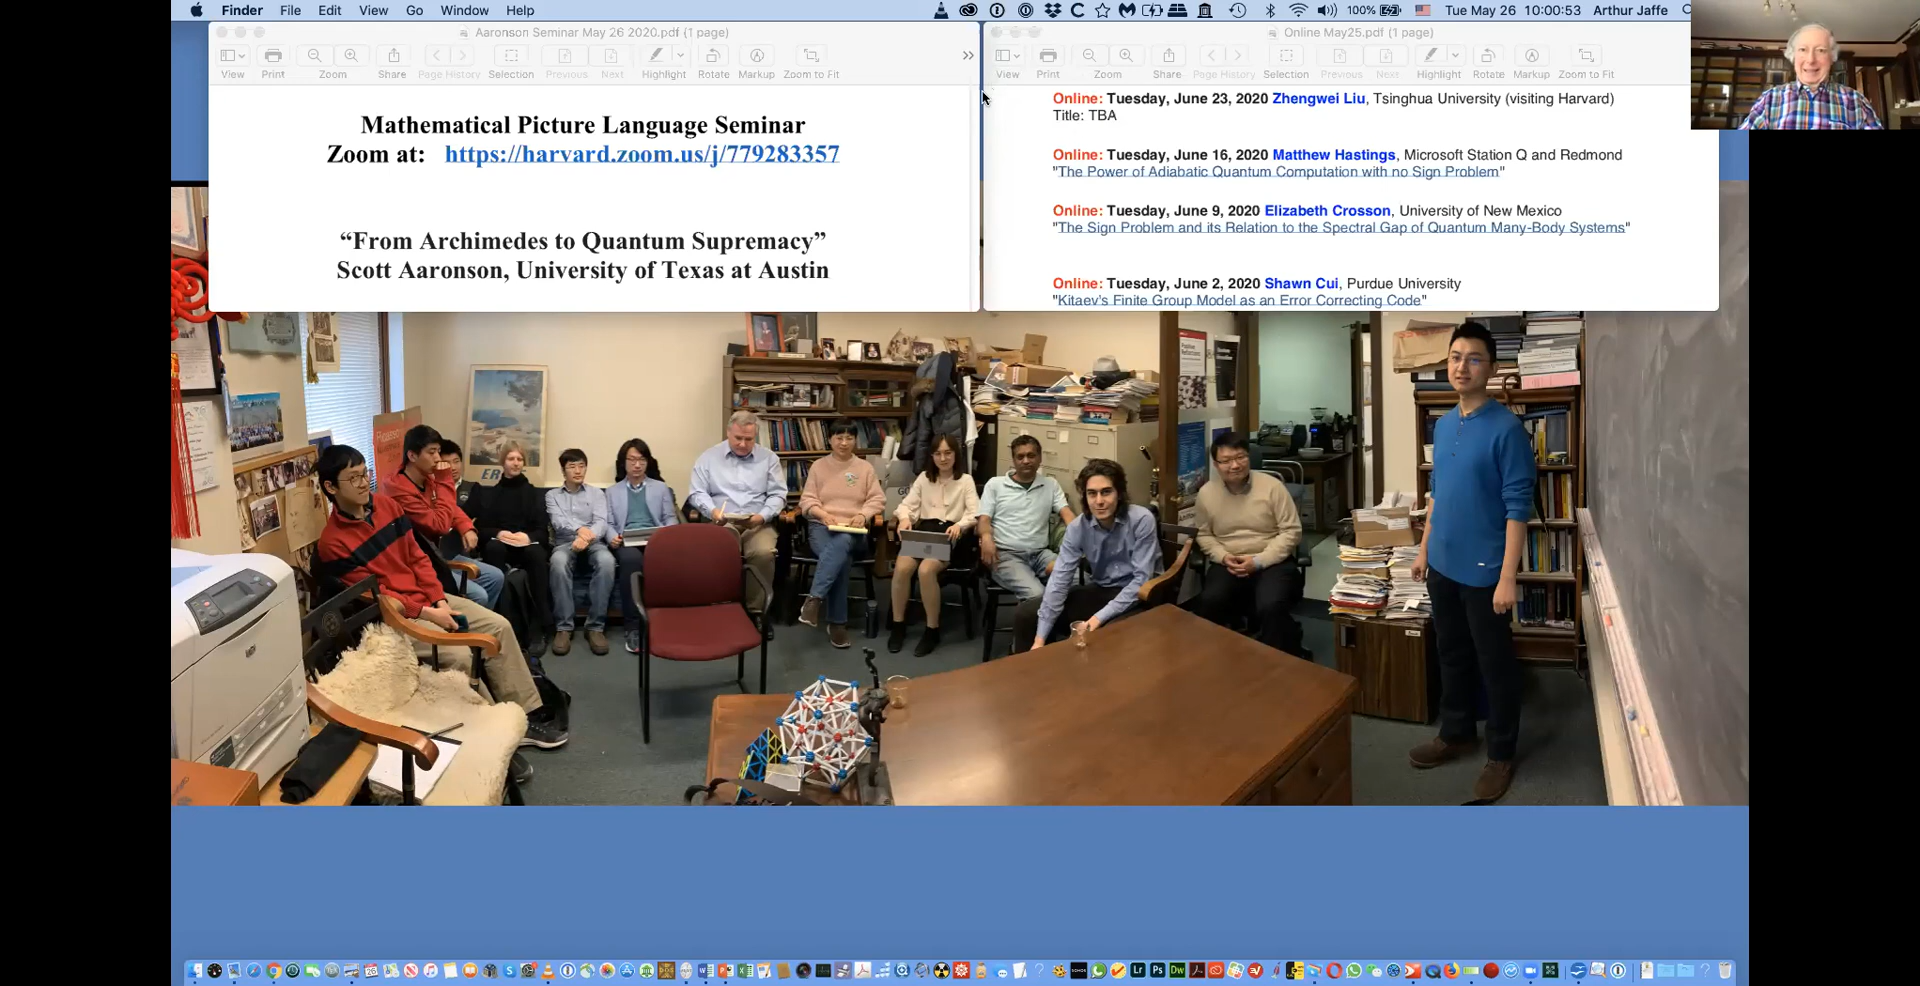 Finder File Edit View Go Window Help
100% Tue May 26 10:00:53 Arthur Jaffe
Aaronson Seminar May 26 2020.pdf (1 page)
View Print Zoom Share Page History Selection Previous Next Highlight Rotate Markup Zoom to Fit
Mathematical Picture Language Seminar
Zoom at: https://harvard.zoom.us/j/779283357
“From Archimedes to Quantum Supremacy”
Scott Aaronson, University of Texas at Austin
Online May25.pdf (1 page)
View Print Zoom Share Page History Selection Previous Next Highlight Rotate Markup Zoom to Fit
Online: Tuesday, June 23, 2020 Zhengwei Liu, Tsinghua University (visiting Harvard)
Title: TBA
Online: Tuesday, June 16, 2020 Matthew Hastings, Microsoft Station Q and Redmond
"The Power of Adiabatic Quantum Computation with no Sign Problem"
Online: Tuesday, June 9, 2020 Elizabeth Crosson, University of New Mexico
"The Sign Problem and its Relation to the Spectral Gap of Quantum Many-Body Systems"
Online: Tuesday, June 2, 2020 Shawn Cui, Purdue University
"Kitaev's Finite Group Model as an Error Correcting Code"
Lr Ps Dw